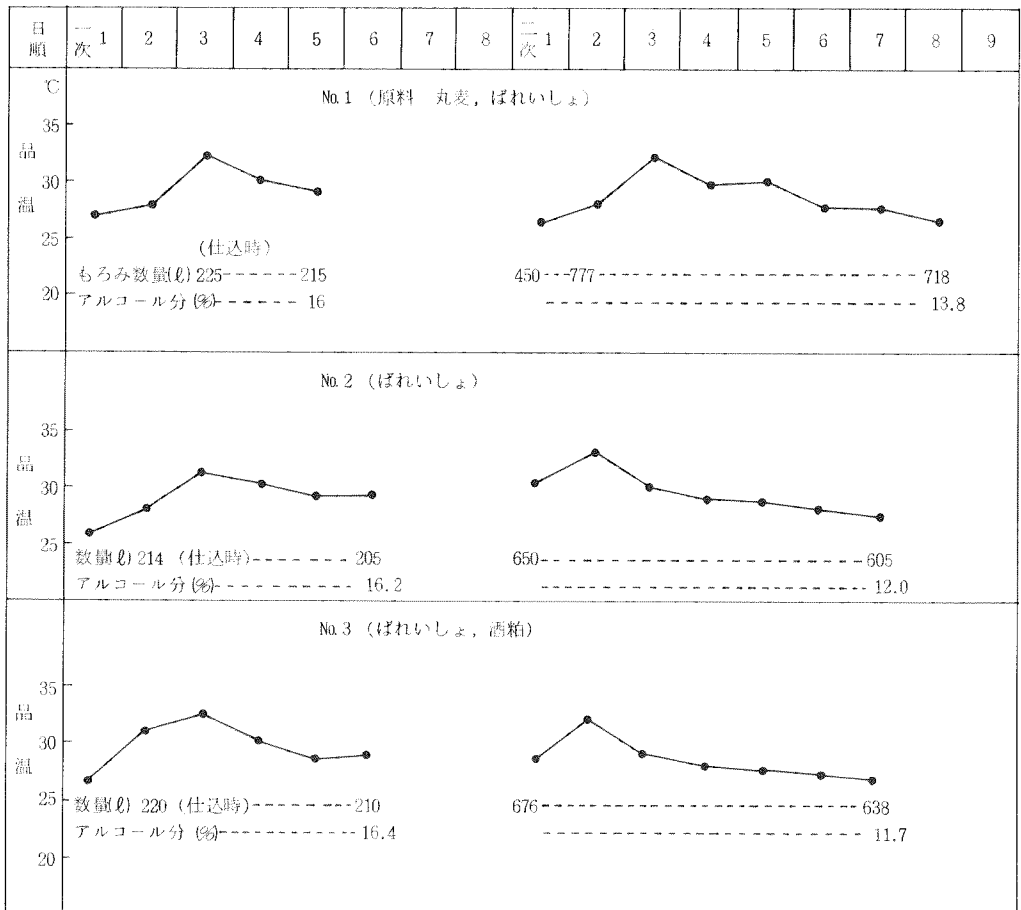 日順 一次 1 2 3 4 5 6 7 8 二次 1 2 3 4 5 6 7 8 9
℃
No.1 (原料 丸麦, ばれいしょ)
35
品温
30
25
(仕込時)
もろみ数量(ℓ) 225 ------ 215 450 ---777 ------ 718
20
アルコール分(%) ------ 16 ------ 13.8
No.2 (ばれいしょ)
35
品温
30
25
数量(ℓ) 214 (仕込時) ------ 205 650 ------ 605
アルコール分(%) ------ 16.2 ------ 12.0
No.3 (ばれいしょ, 酒粕)
35
品温
30
25
数量(ℓ) 220 (仕込時) ------ 210 676 ------ 638
アルコール分(%) ------ 16.4 ------ 11.7
20